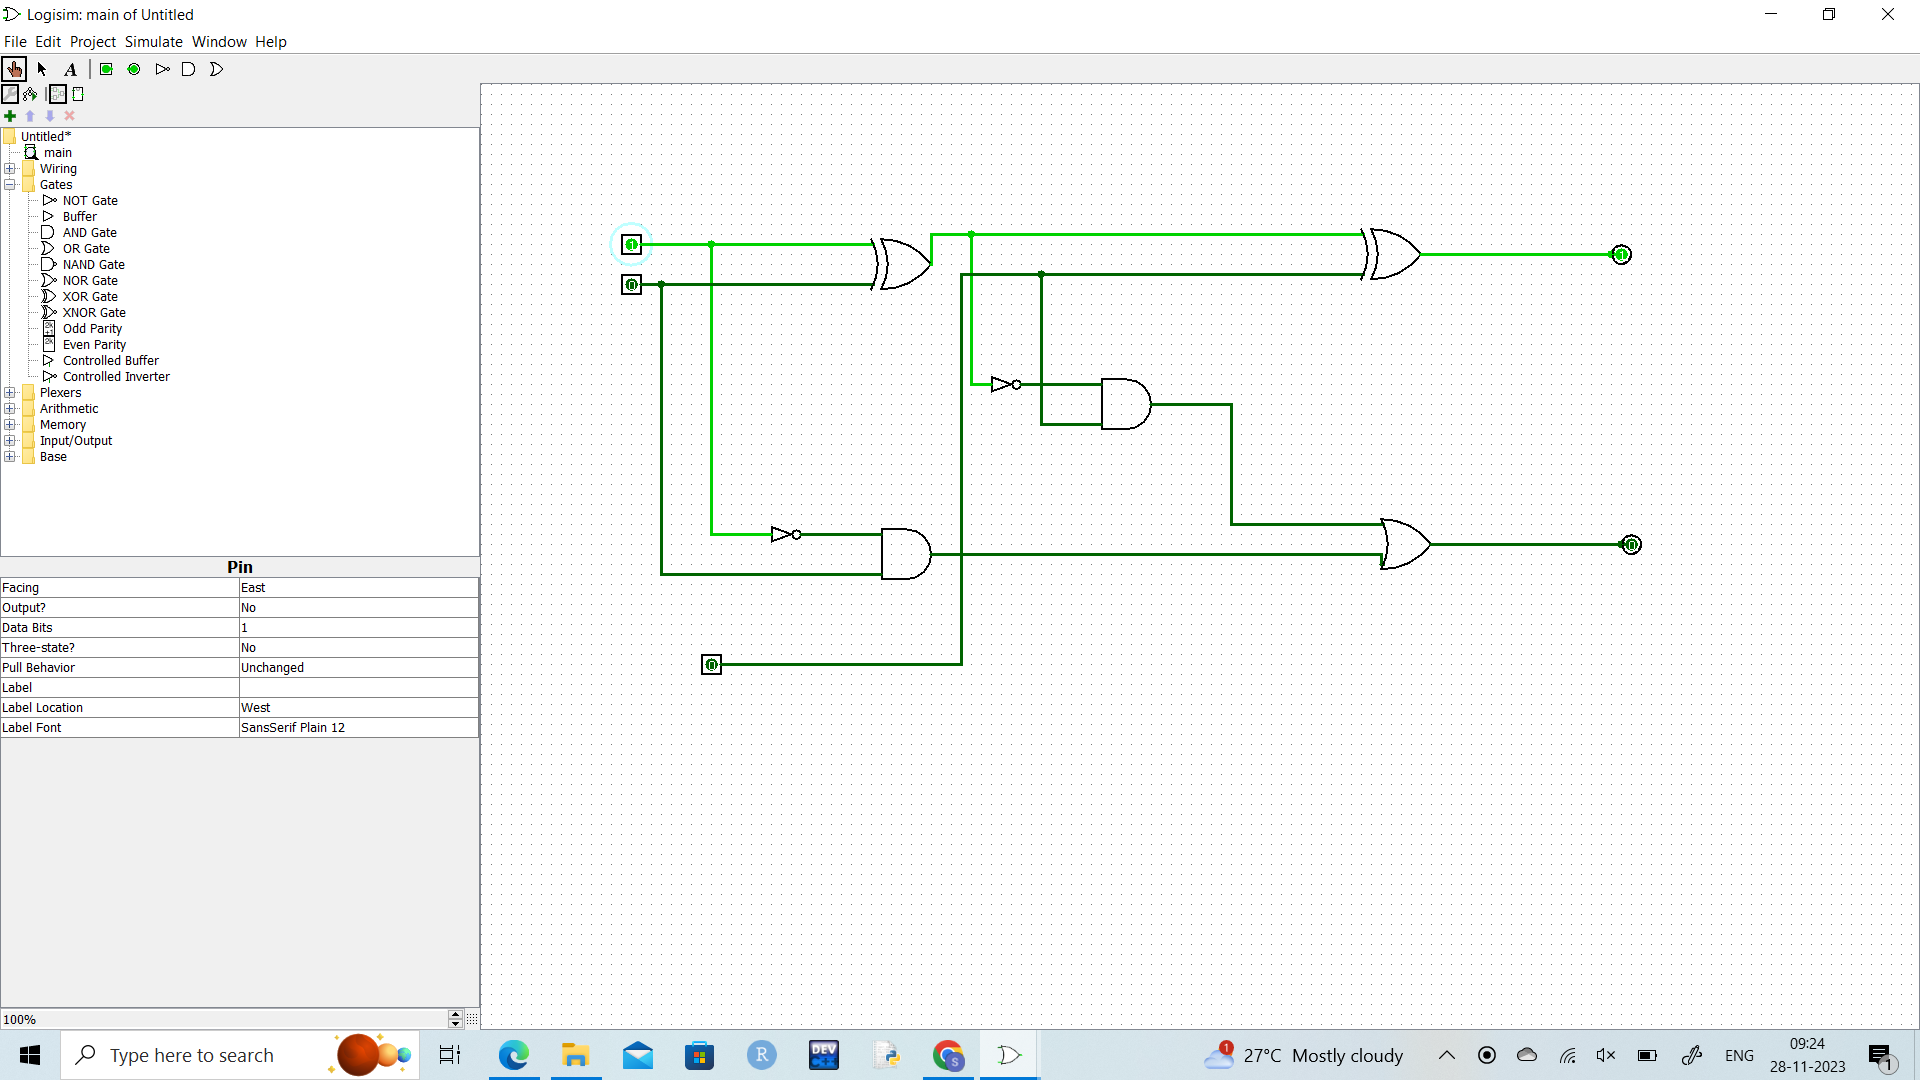 Logisim: main of Untitled
File Edit Project Simulate Window Help
A
Untitled*
main
Wiring
Gates
NOT Gate
Buffer
AND Gate
OR Gate
NAND Gate
NOR Gate
XOR Gate
XNOR Gate
Odd Parity
Even Parity
Controlled Buffer
Controlled Inverter
Plexers
Arithmetic
Memory
Input/Output
Base
Pin
Facing East
Output? No
Data Bits 1
Three-state? No
Pull Behavior Unchanged
Label
Label Location West
Label Font SansSerif Plain 12
100%
1
0
0
1
0
Type here to search
R
DEV C++
S
1
27°C Mostly cloudy
ENG
09:24
28-11-2023
1